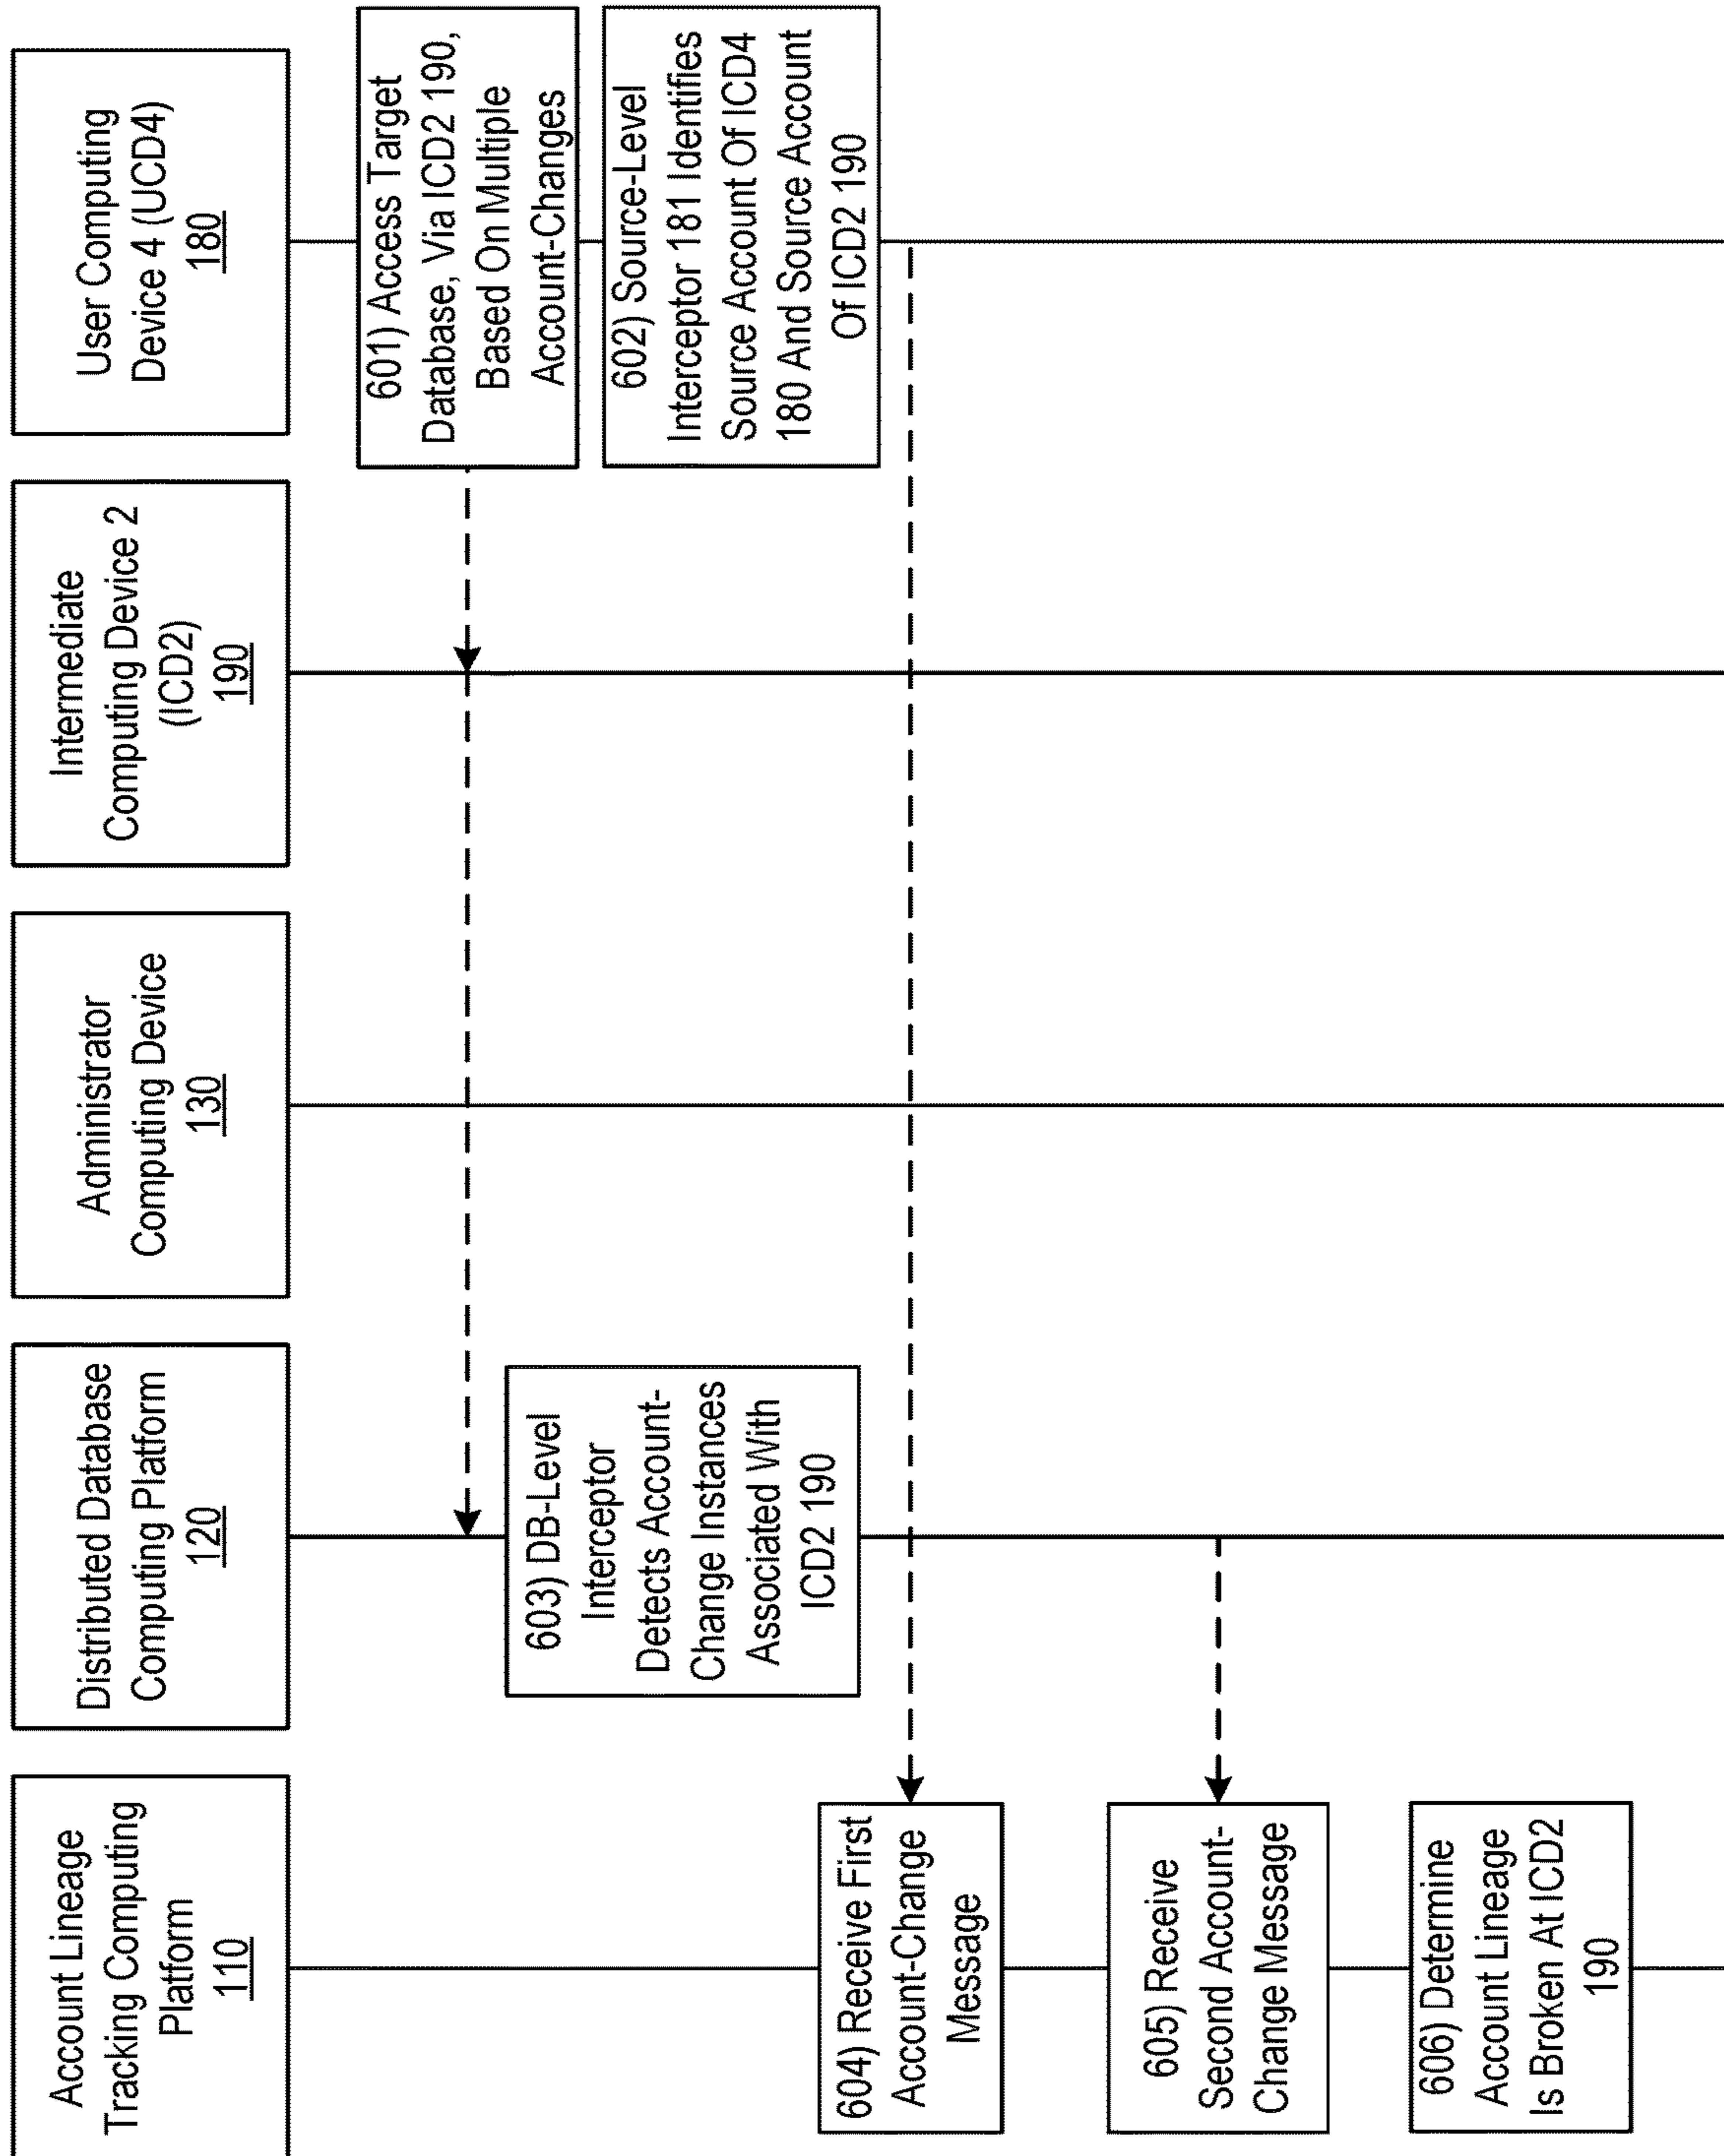 Account Lineage
Tracking Computing
Platform
110
Distributed Database
Computing Platform
120
Administrator
Computing Device
130
Intermediate
Computing Device 2
(ICD2)
190
User Computing
Device 4 (UCD4)
180
601) Access Target
Database, Via ICD2 190,
Based On Multiple
Account-Changes
602) Source-Level
Interceptor 181 Identifies
Source Account Of ICD4
180 And Source Account
Of ICD2 190
603) DB-Level
Interceptor
Detects Account-
Change Instances
Associated With
ICD2 190
604) Receive First
Account-Change
Message
605) Receive
Second Account-
Change Message
606) Determine
Account Lineage
Is Broken At ICD2
190